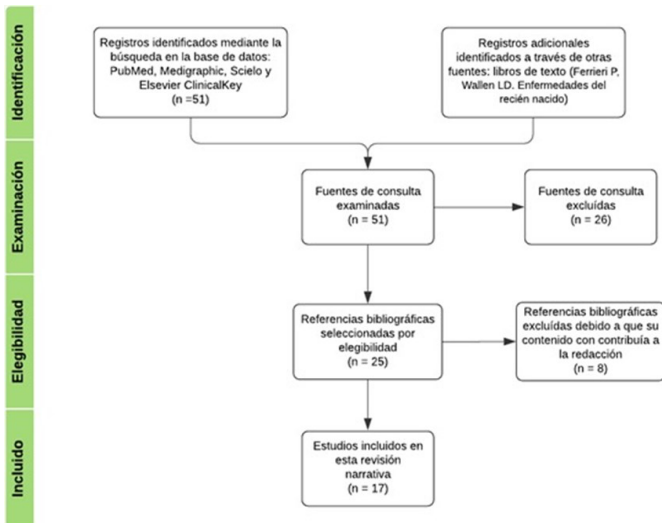 Identificación
Registros identificados mediante la
búsqueda en la base de datos:
PubMed, Medigraphic, Scielo y
Elsevier ClinicalKey
(n =51)
Registros adicionales
identificados a través de otras
fuentes: libros de texto (Ferrieri P,
Wallen LD. Enfermedades del
recién nacido)
Examinación
Fuentes de consulta
examinadas
(n = 51)
Fuentes de consulta
excluídas
(n = 26)
Elegibilidad
Referencias bibliográficas
seleccionadas por
elegibilidad
(n = 25)
Referencias bibliográficas
excluídas debido a que su
contenido con contribuía a
la redacción
(n = 8)
Incluido
Estudios incluidos en
esta revisión
narrativa
(n = 17)